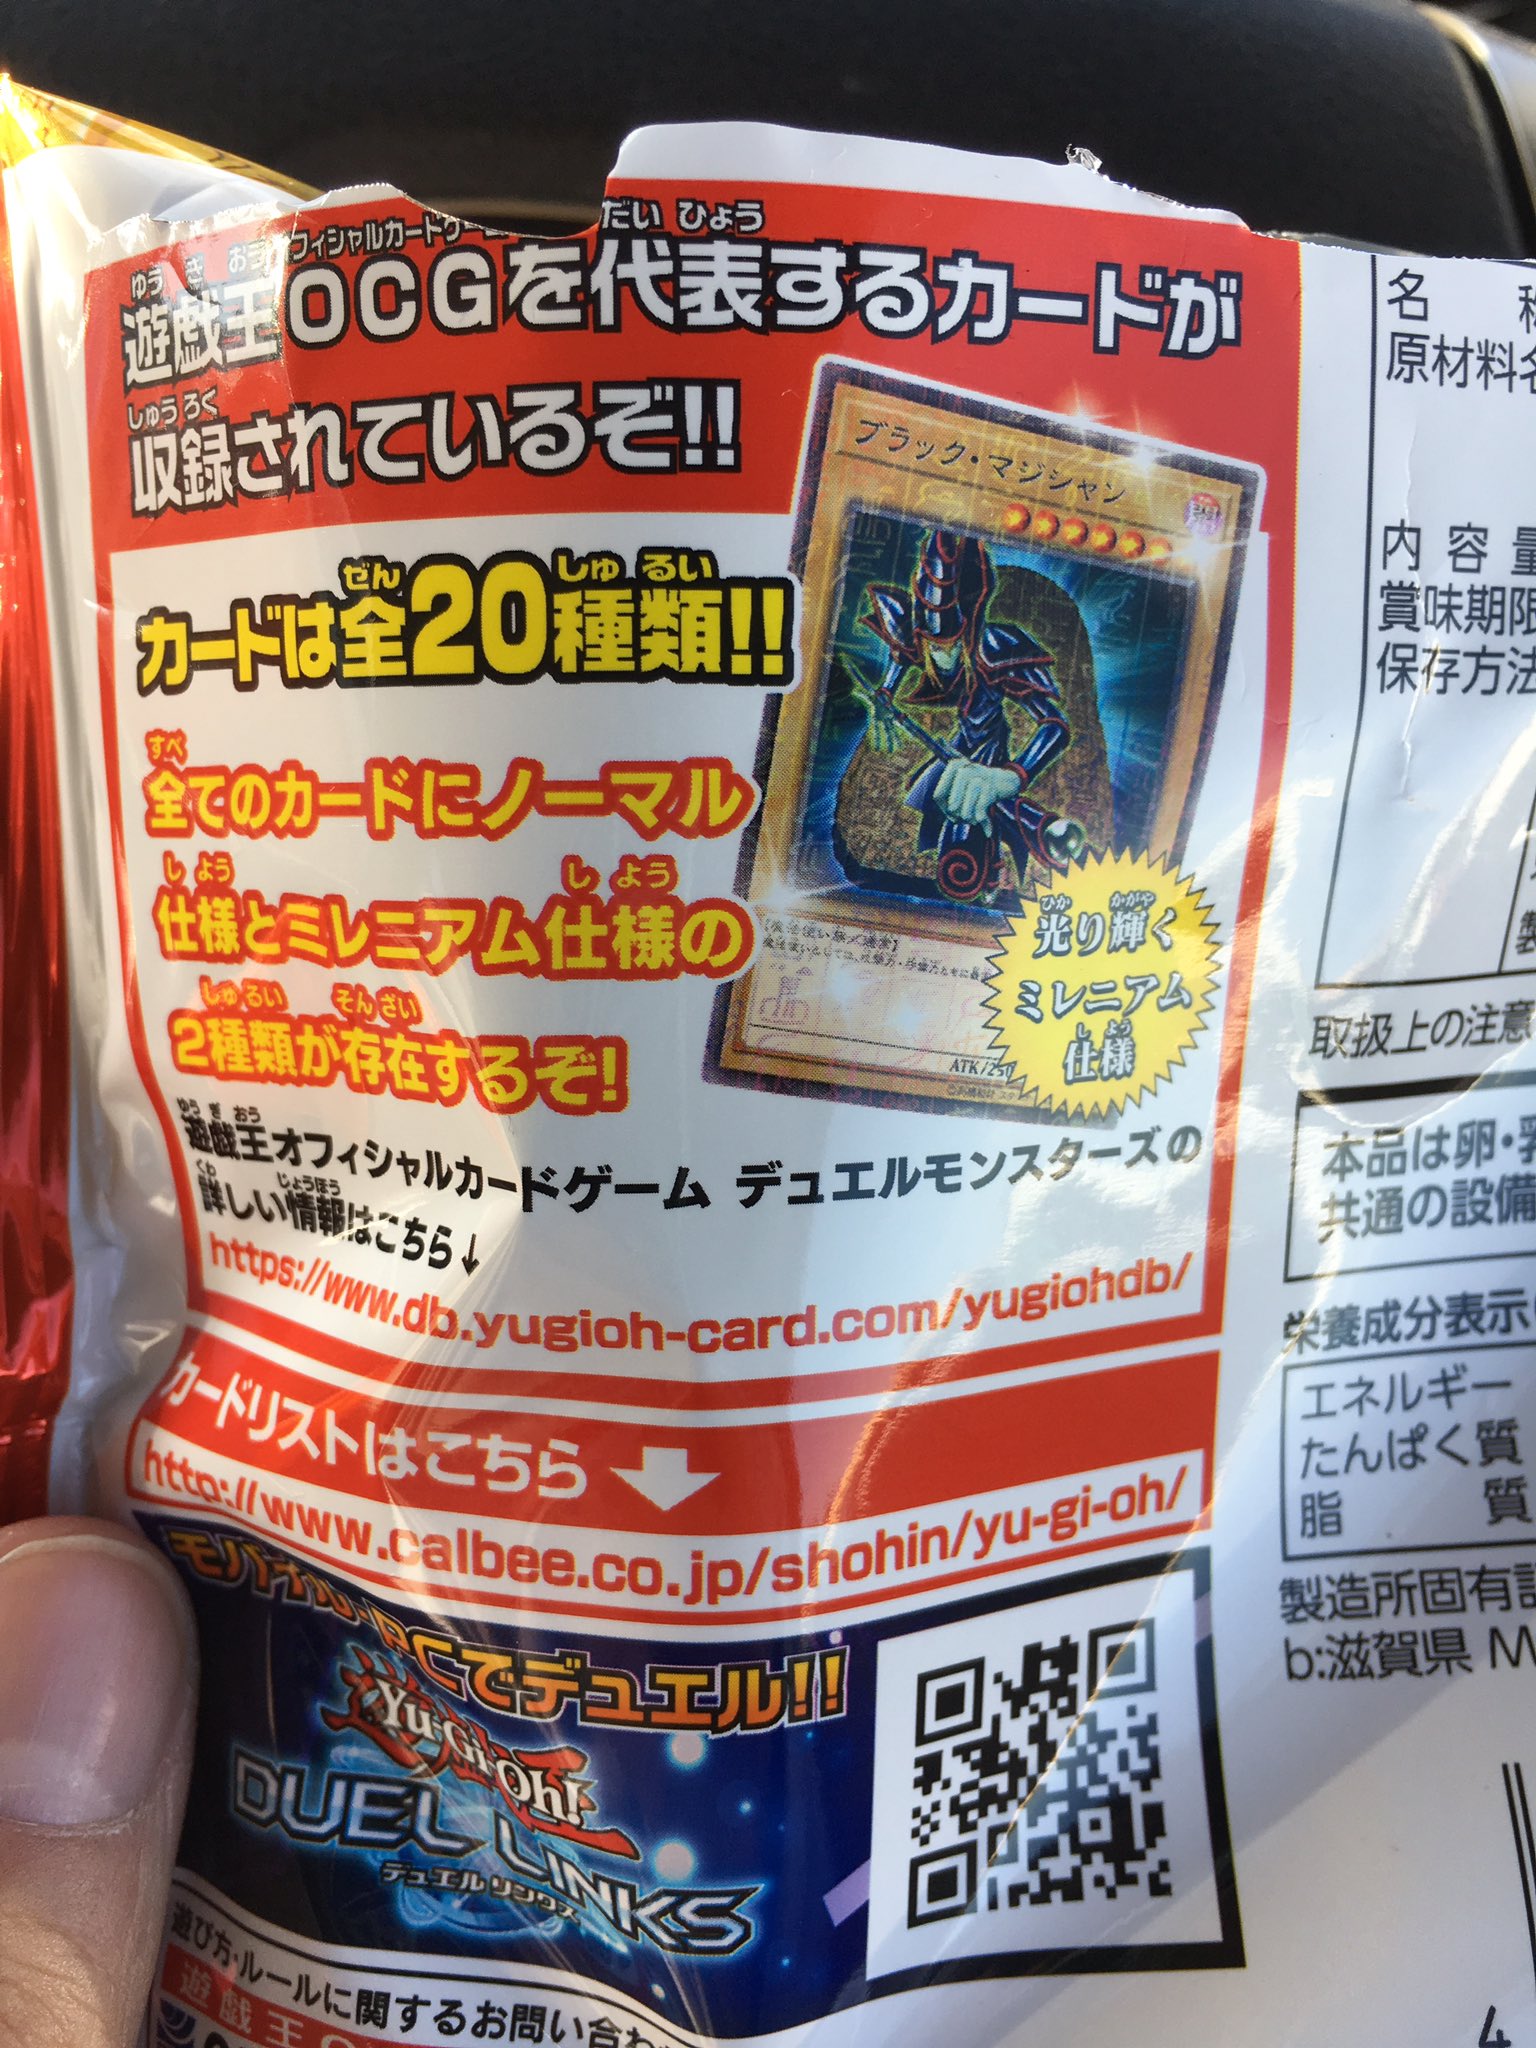 遊戯王OCGを代表するカードが
収録されているぞ!!
カードは全20種類!!
全てのカードにノーマル
仕様とミレニアム仕様の
2種類が存在するぞ!
ブラック・マジシャン
ATK/250
光り輝く
ミレニアム
仕様
遊戯王オフィシャルカードゲーム デュエルモンスターズの
詳しい情報はこちら↓
https://www.db.yugioh-card.com/yugiohdb/
カードリストはこちら
http://www.calbee.co.jp/shohin/yu-gi-oh/
モバイル・PCでデュエル!!
Yu-Gi-Oh!
DUEL LINKS
デュエルリンクス
遊び方・ルールに関するお問い合わ
遊戯王
名
原材料名
内容量
賞味期限
保存方法
取扱上の注意
本品は卵・乳
共通の設備
栄養成分表示
エネルギー
たんぱく質
脂質
製造所固有記
b:滋賀県 M
4